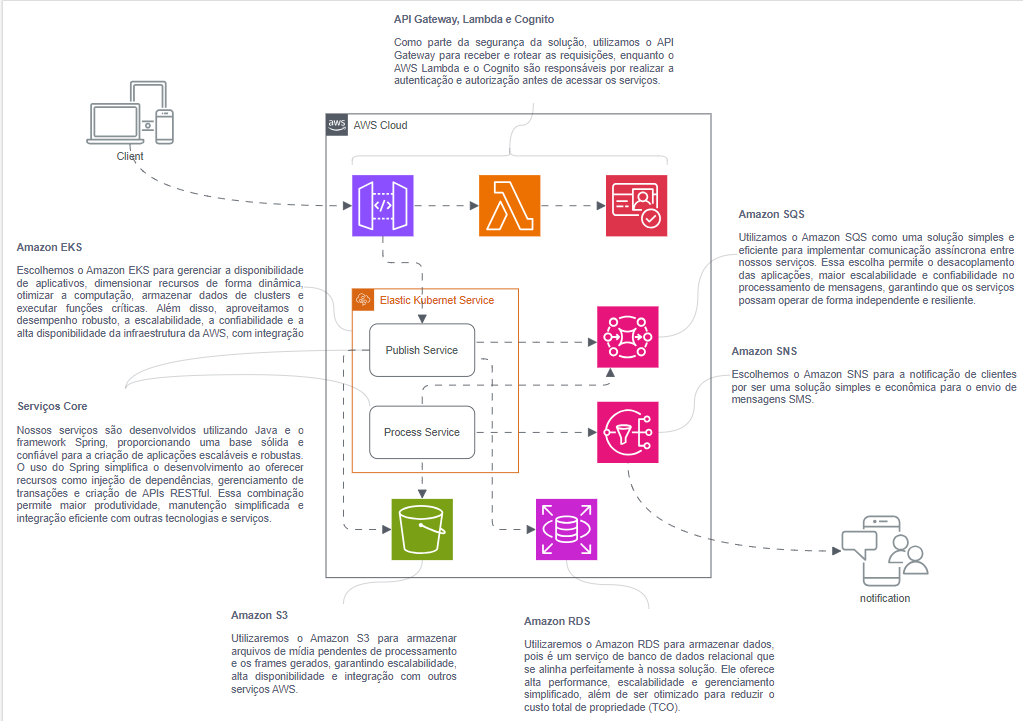 API Gateway, Lambda e Cognito
Como parte da segurança da solução, utilizamos o API
Gateway para receber e rotear as requisições, enquanto o
AWS Lambda e o Cognito são responsáveis por realizar a
autenticação e autorização antes de acessar os serviços.
aws
AWS Cloud
Client
Amazon EKS
Escolhemos o Amazon EKS para gerenciar a disponibilidade
de aplicativos, dimensionar recursos de forma dinâmica,
otimizar a computação, armazenar dados de clusters e
executar funções críticas. Além disso, aproveitamos o
desempenho robusto, a escalabilidade, a confiabilidade e a
alta disponibilidade da infraestrutura da AWS, com integração
Elastic Kubernet Service
Publish Service
Process Service
Amazon SQS
Utilizamos o Amazon SQS como uma solução simples e
eficiente para implementar comunicação assíncrona entre
nossos serviços. Essa escolha permite o desacoplamento
das aplicações, maior escalabilidade e confiabilidade no
processamento de mensagens, garantindo que os serviços
possam operar de forma independente e resiliente.
Amazon SNS
Escolhemos o Amazon SNS para a notificação de clientes
por ser uma solução simples e econômica para o envio de
mensagens SMS.
Serviços Core
Nossos serviços são desenvolvidos utilizando Java e o
framework Spring, proporcionando uma base sólida e
confiável para a criação de aplicações escaláveis e robustas.
O uso do Spring simplifica o desenvolvimento ao oferecer
recursos como injeção de dependências, gerenciamento de
transações e criação de APIs RESTful. Essa combinação
permite maior produtividade, manutenção simplificada e
integração eficiente com outras tecnologias e serviços.
notification
Amazon S3
Utilizaremos o Amazon S3 para armazenar
arquivos de mídia pendentes de processamento
e os frames gerados, garantindo escalabilidade,
alta disponibilidade e integração com outros
serviços AWS.
Amazon RDS
Utilizaremos o Amazon RDS para armazenar dados,
pois é um serviço de banco de dados relacional que
se alinha perfeitamente à nossa solução. Ele oferece
alta performance, escalabilidade e gerenciamento
simplificado, além de ser otimizado para reduzir o
custo total de propriedade (TCO).